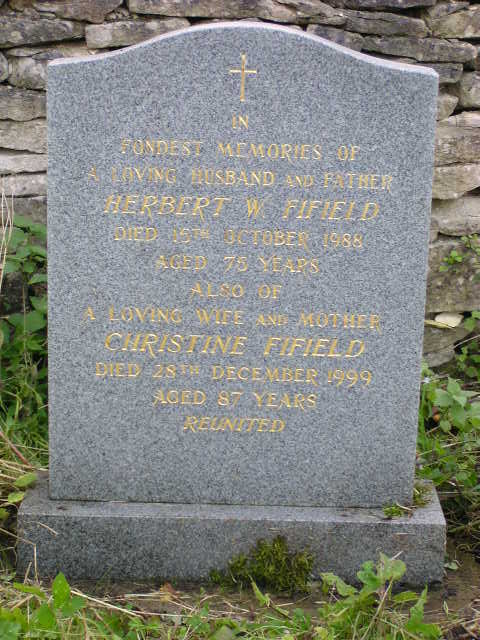 IN
FONDEST MEMORIES OF
A LOVING HUSBAND AND FATHER
HERBERT W. FIFIELD
DIED 15TH OCTOBER 1988
AGED 75 YEARS
ALSO OF
A LOVING WIFE AND MOTHER
CHRISTINE FIFIELD
DIED 28TH DECEMBER 1999
AGED 87 YEARS
REUNITED